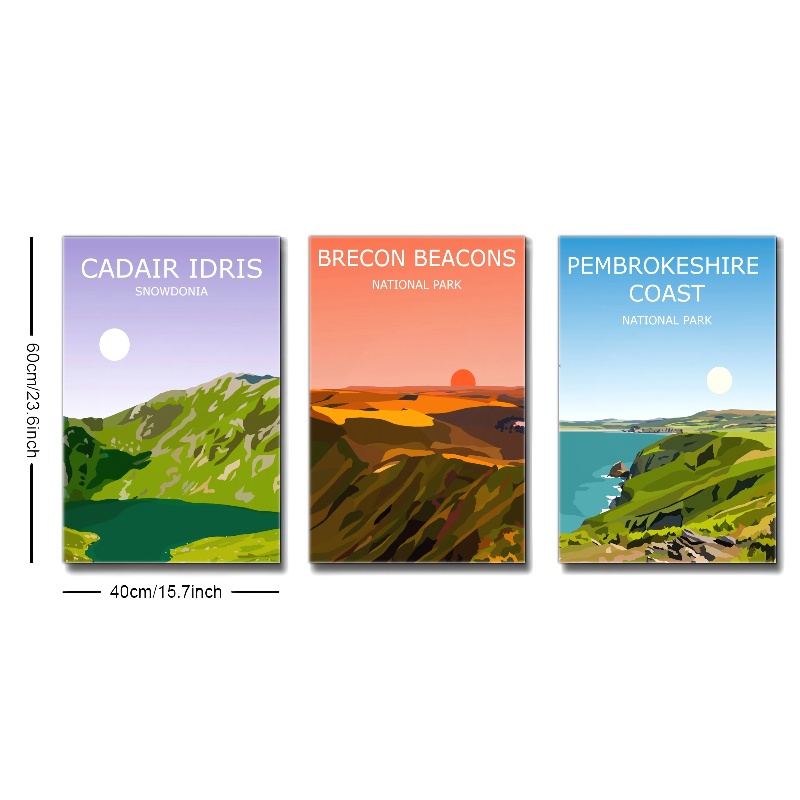 CADAIR IDRIS
SNOWDONIA
BRECON BEACONS
NATIONAL PARK
PEMBROKESHIRE
COAST
NATIONAL PARK
60cm/23.6inch
40cm/15.7inch